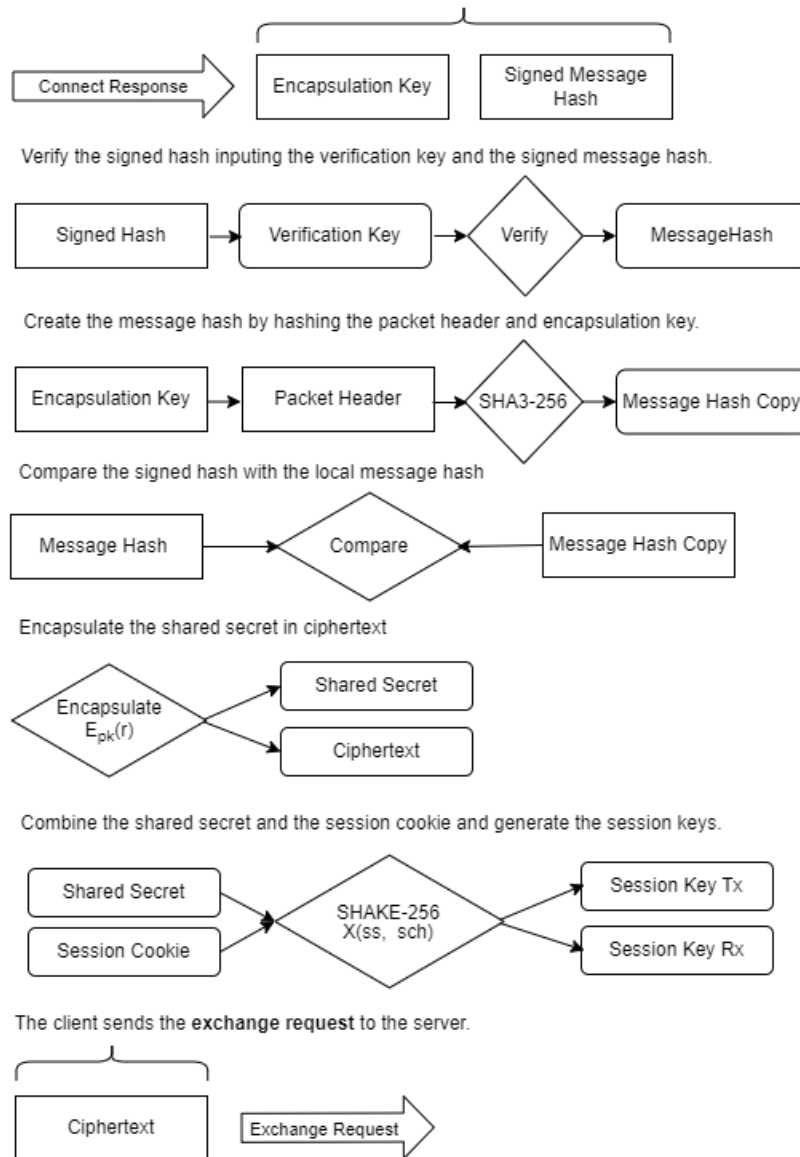 Connect Response
Encapsulation Key
Signed Message
Hash
Verify the signed hash inputing the verification key and the signed message hash.
Signed Hash
Verification Key
Verify
MessageHash
Create the message hash by hashing the packet header and encapsulation key.
Encapsulation Key
Packet Header
SHA3-256
Message Hash Copy
Compare the signed hash with the local message hash
Message Hash
Compare
Message Hash Copy
Encapsulate the shared secret in ciphertext
Encapsulate
E_pk(r)
Shared Secret
Ciphertext
Combine the shared secret and the session cookie and generate the session keys.
Shared Secret
Session Cookie
SHAKE-256
X(ss, sch)
Session Key Tx
Session Key Rx
The client sends the exchange request to the server.
Ciphertext
Exchange Request